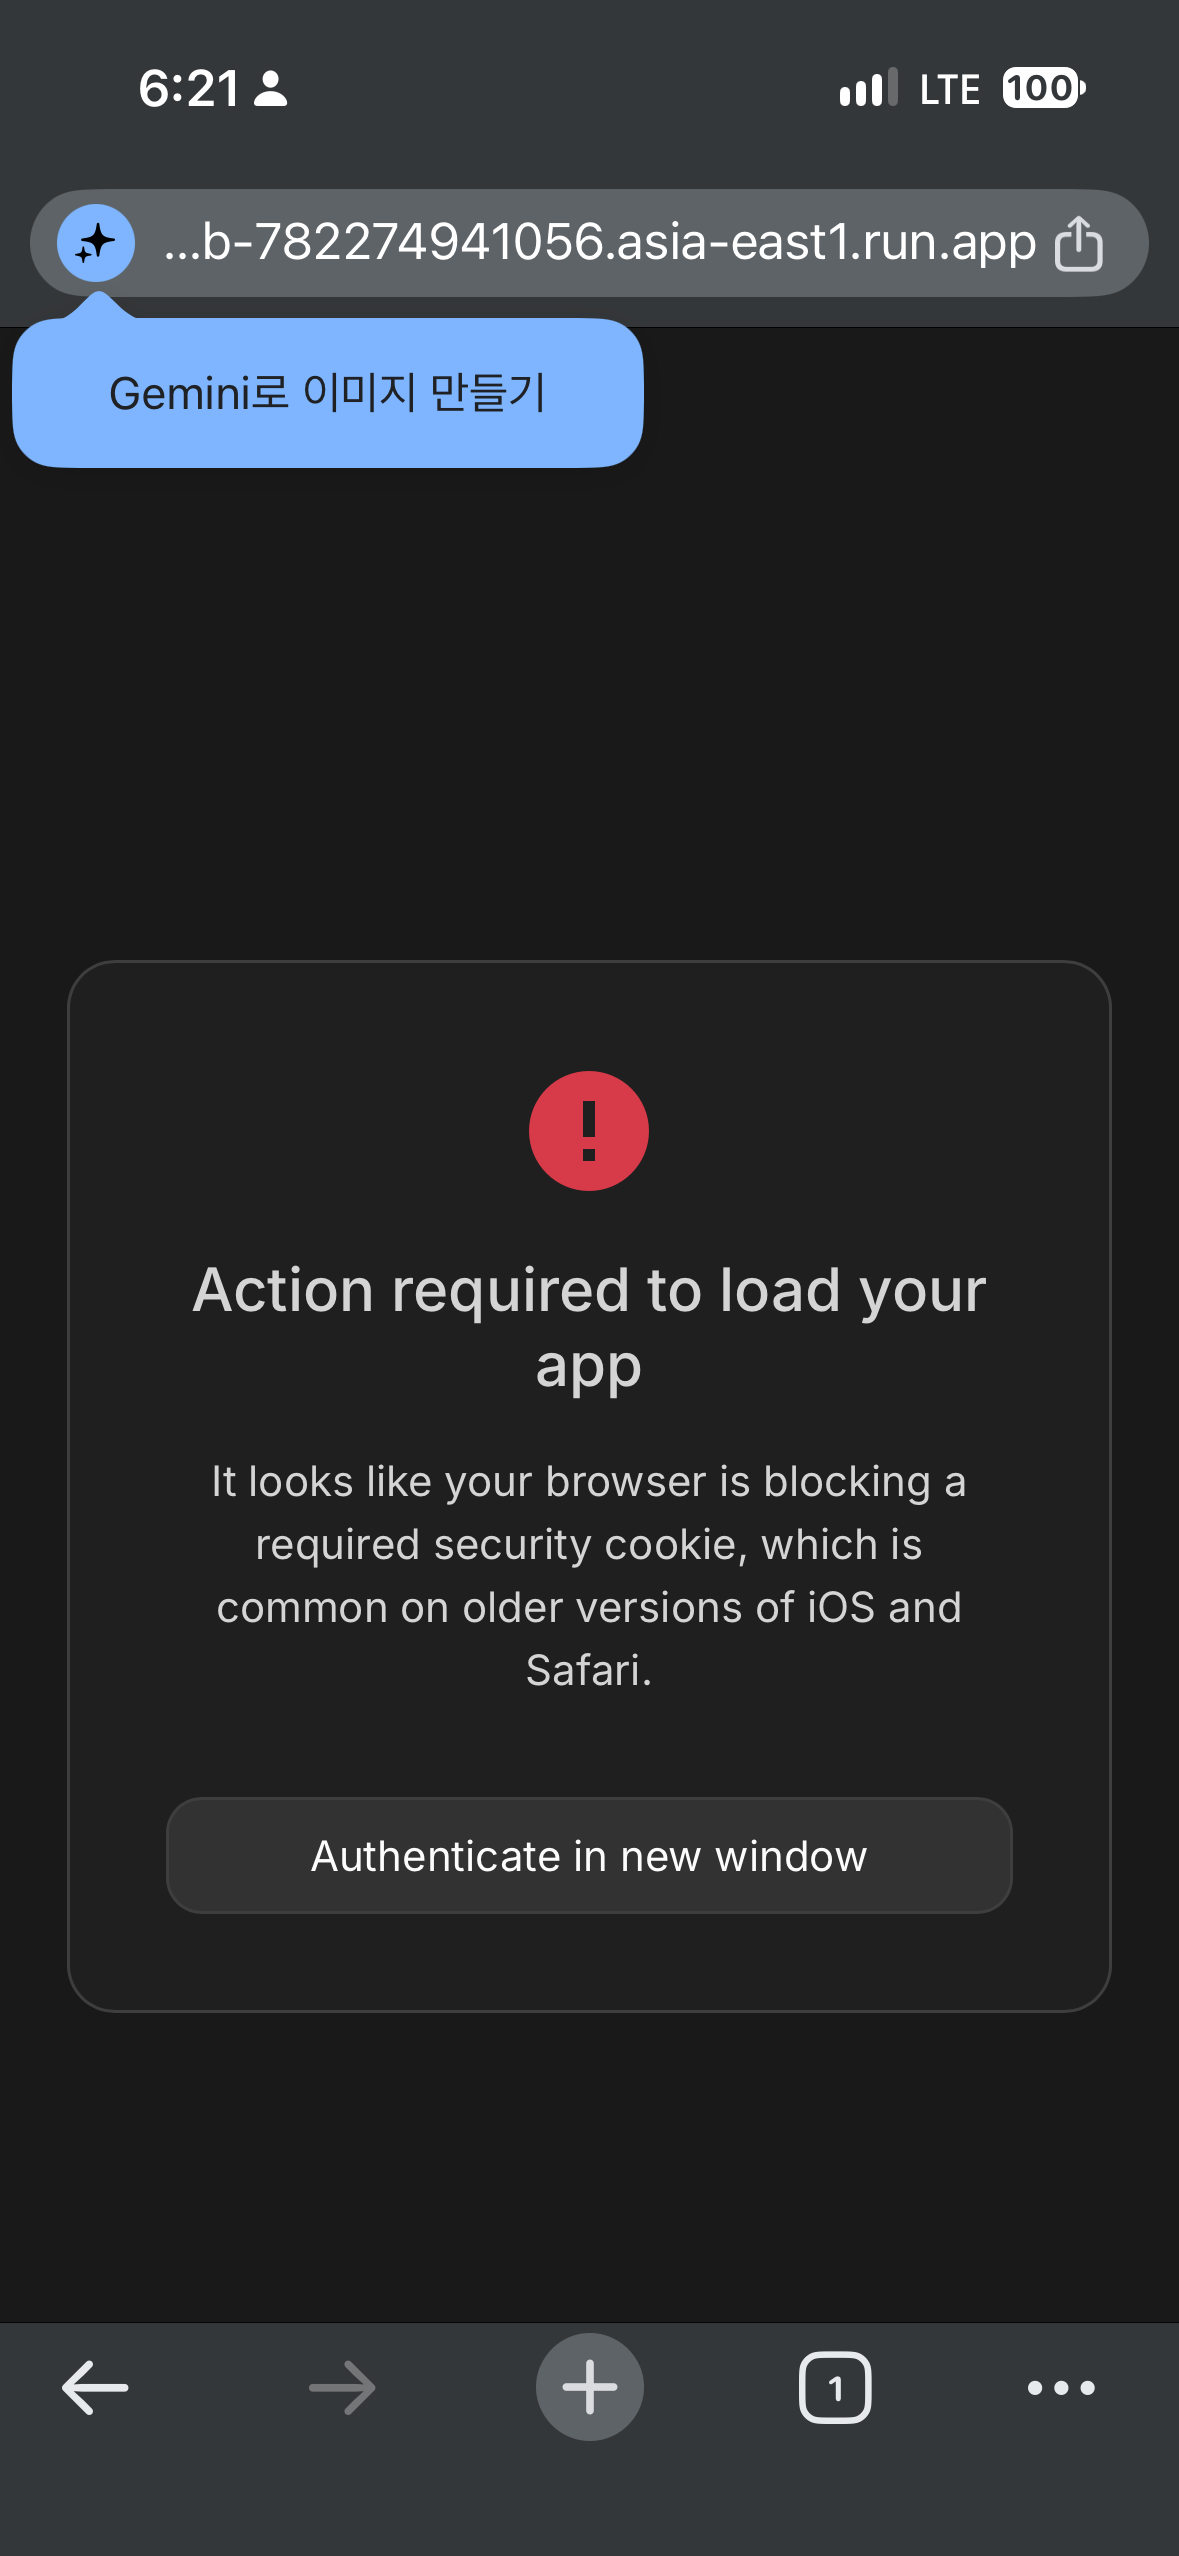 6:21
LTE
100
...b-782274941056.asia-east1.run.app
Gemini로 이미지 만들기
Action required to load your
app
It looks like your browser is blocking a
required security cookie, which is
common on older versions of iOS and
Safari.
Authenticate in new window
1